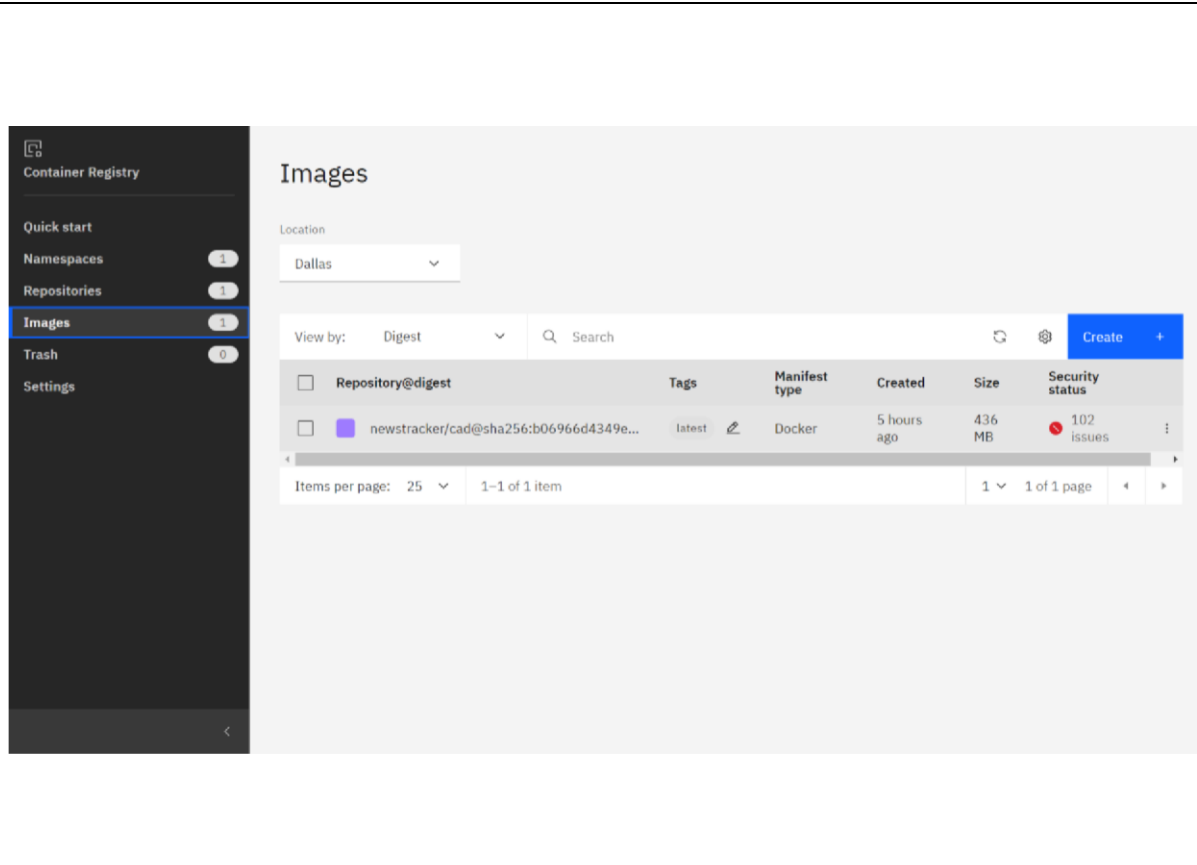 Container Registry
Quick start
Namespaces 1
Repositories 1
Images 1
Trash 0
Settings
Images
Location
Dallas
View by: Digest Search Create +
Repository@digest Tags Manifest type Created Size Security status
newstracker/cad@sha256:b06966d4349e... latest Docker 5 hours ago 436 MB 102 issues
Items per page: 25 1–1 of 1 item 1 1 of 1 page